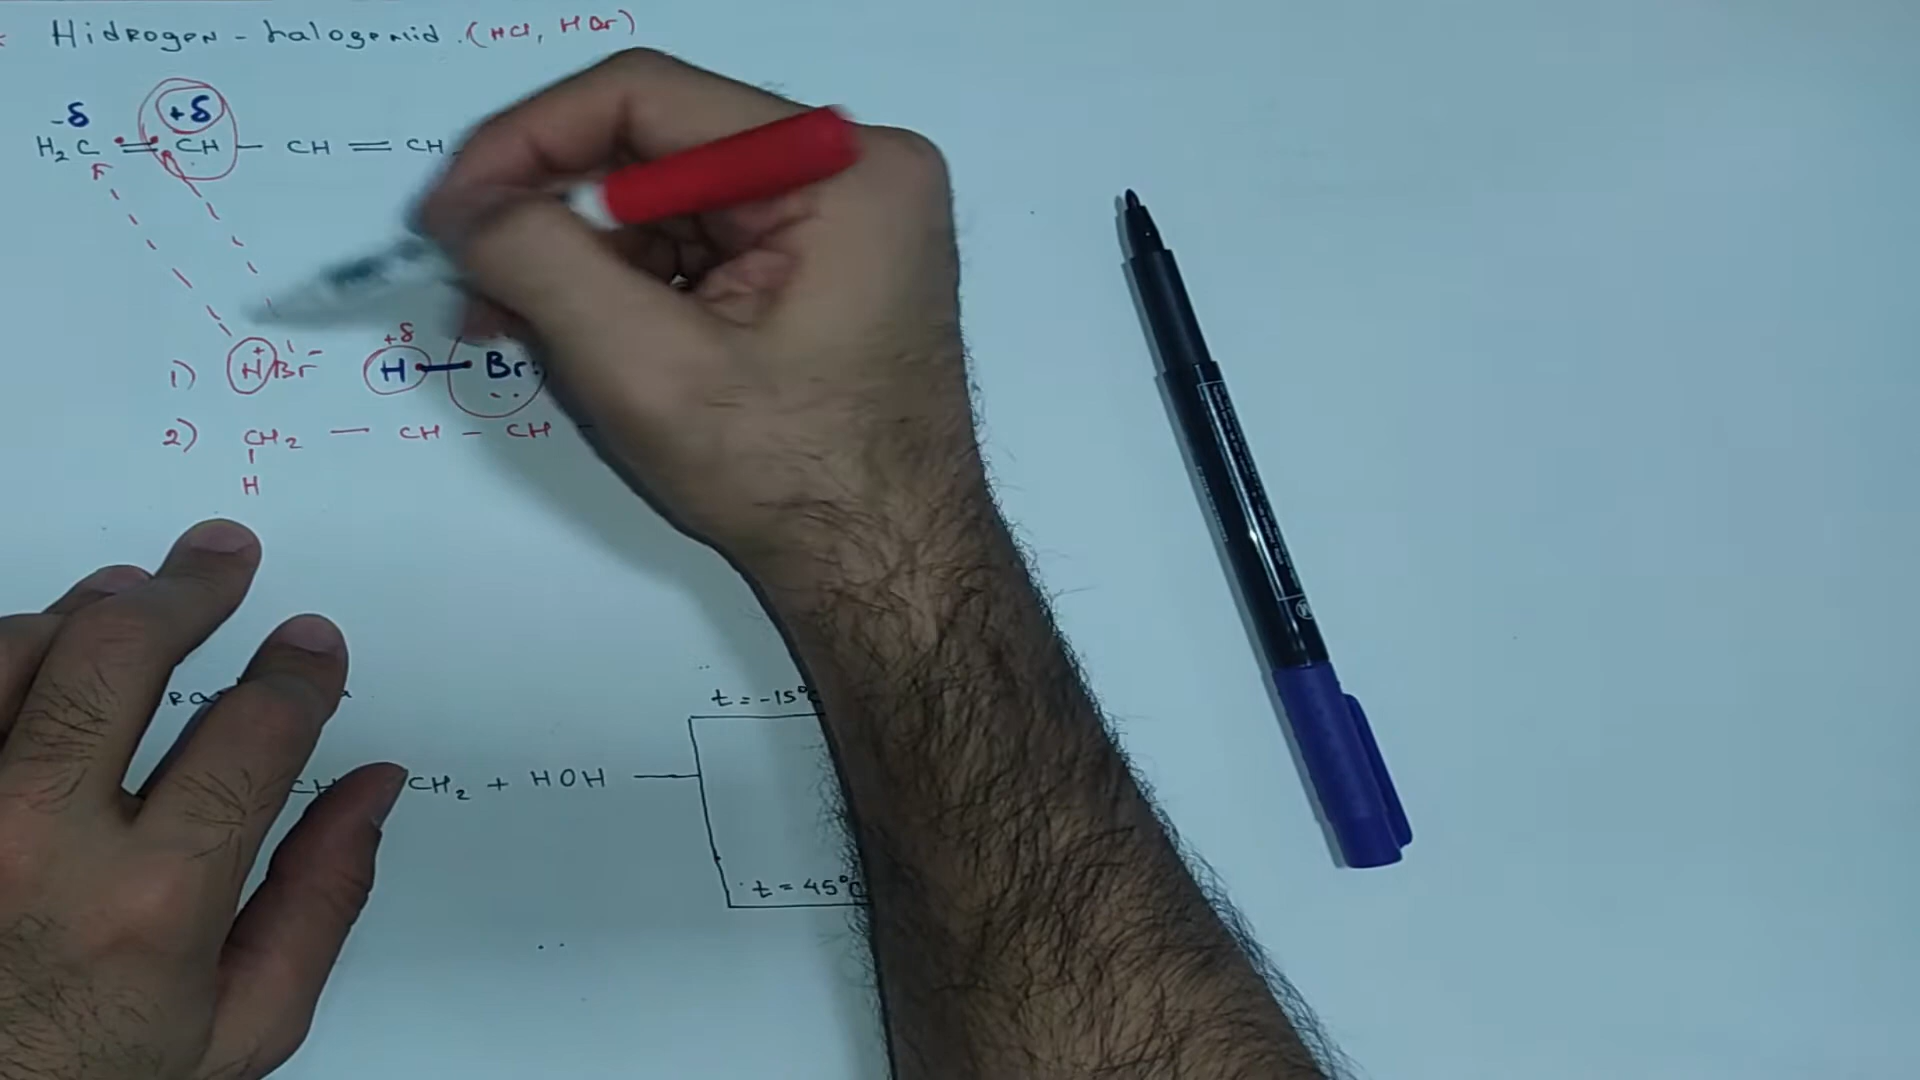 Hidrogen - halogenid. (HCl, HBr)
-δ +δ
H2C = CH - CH = CH
+δ
1) H+ Br- H - Br
2) CH2 - CH - CH -
H
t = -15°C
CH CH2 + HOH
t = 45°C